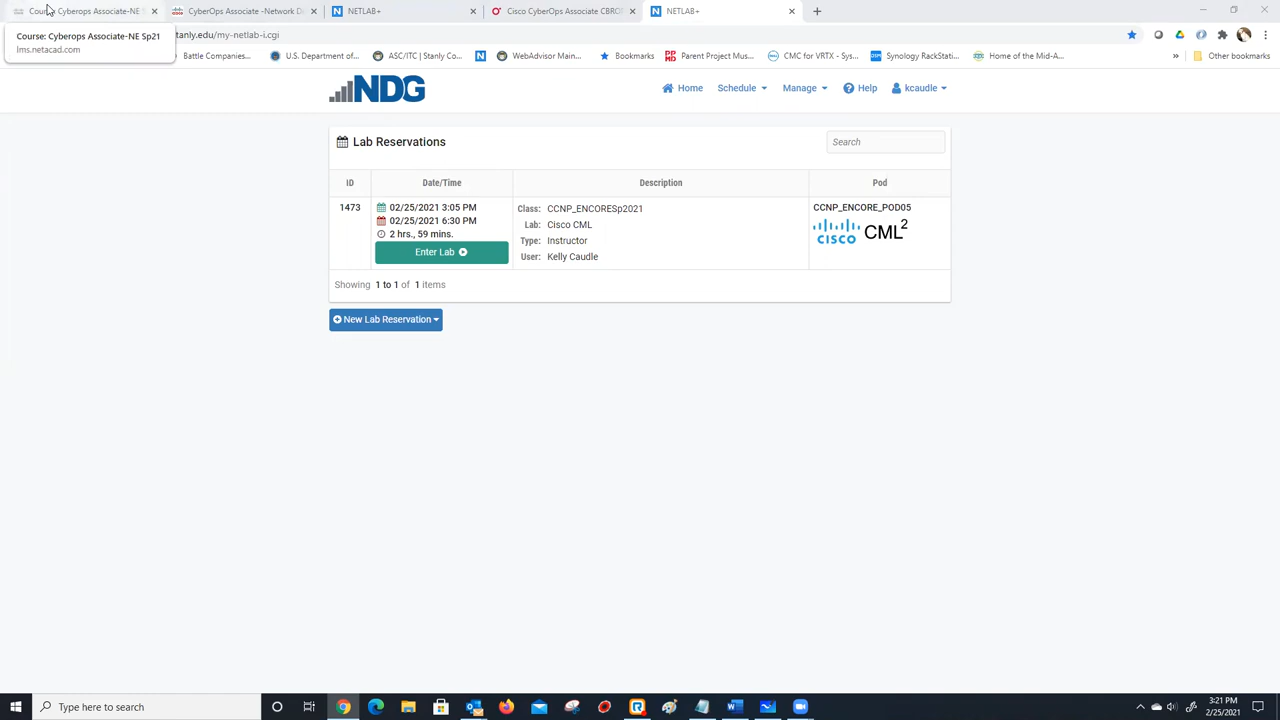 Cour
Cyberops Associate-NE S
CyberOps Associate -Network D
NETLAB+
Cisco CyberOps Associate CBROP
NETLAB+
Course: Cyberops Associate-NE Sp21
lms.netacad.com
tanly.edu/my-netlab-i.cgi
Battle Companies...
U.S. Department of...
ASC/ITC | Stanly Co...
WebAdvisor Main...
Bookmarks
Parent Project Mus...
CMC for VRTX - Sys...
Synology RackStati...
Home of the Mid-A...
»
Other bookmarks
NDG
Home
Schedule
Manage
Help
kcaudle
Lab Reservations
Search
ID
Date/Time
Description
Pod
1473
02/25/2021 3:05 PM
02/25/2021 6:30 PM
2 hrs., 59 mins.
Enter Lab
Class: CCNP_ENCORESp2021
Lab: Cisco CML
Type: Instructor
User: Kelly Caudle
CCNP_ENCORE_POD05
CISCO CML2
Showing 1 to 1 of 1 items
New Lab Reservation
Type here to search
3:21 PM
2/25/2021